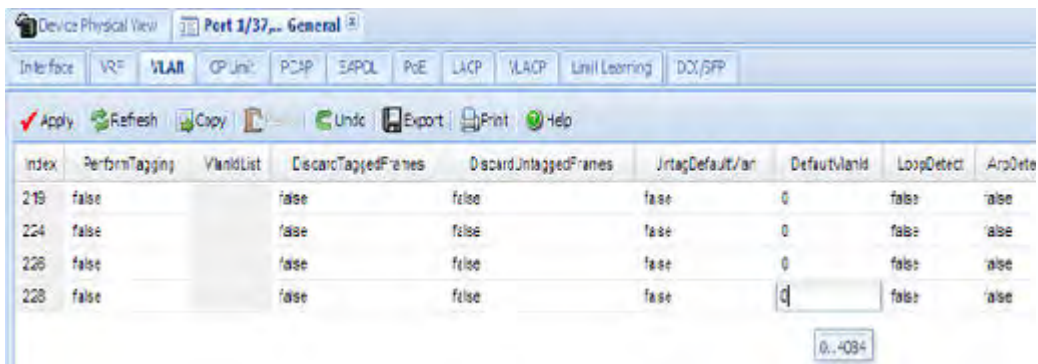 Device Physical View Port 1/37,... General
Interface VRF VLAN CP Limit PCAP EAPOL PoE LACP VLACP Limit Learning DDI/SFP
Apply Refresh Copy Undo Export Print Help
Index PerformTagging VlanIdList DiscardTaggedFrames DiscardUntaggedFrames UntagDefaultVlan DefaultVlanId LoopDetect ArpDete
219 false false false false 0 false false
224 false false false false 0 false false
226 false false false false 0 false false
228 false false false false 0 false false
0..4084